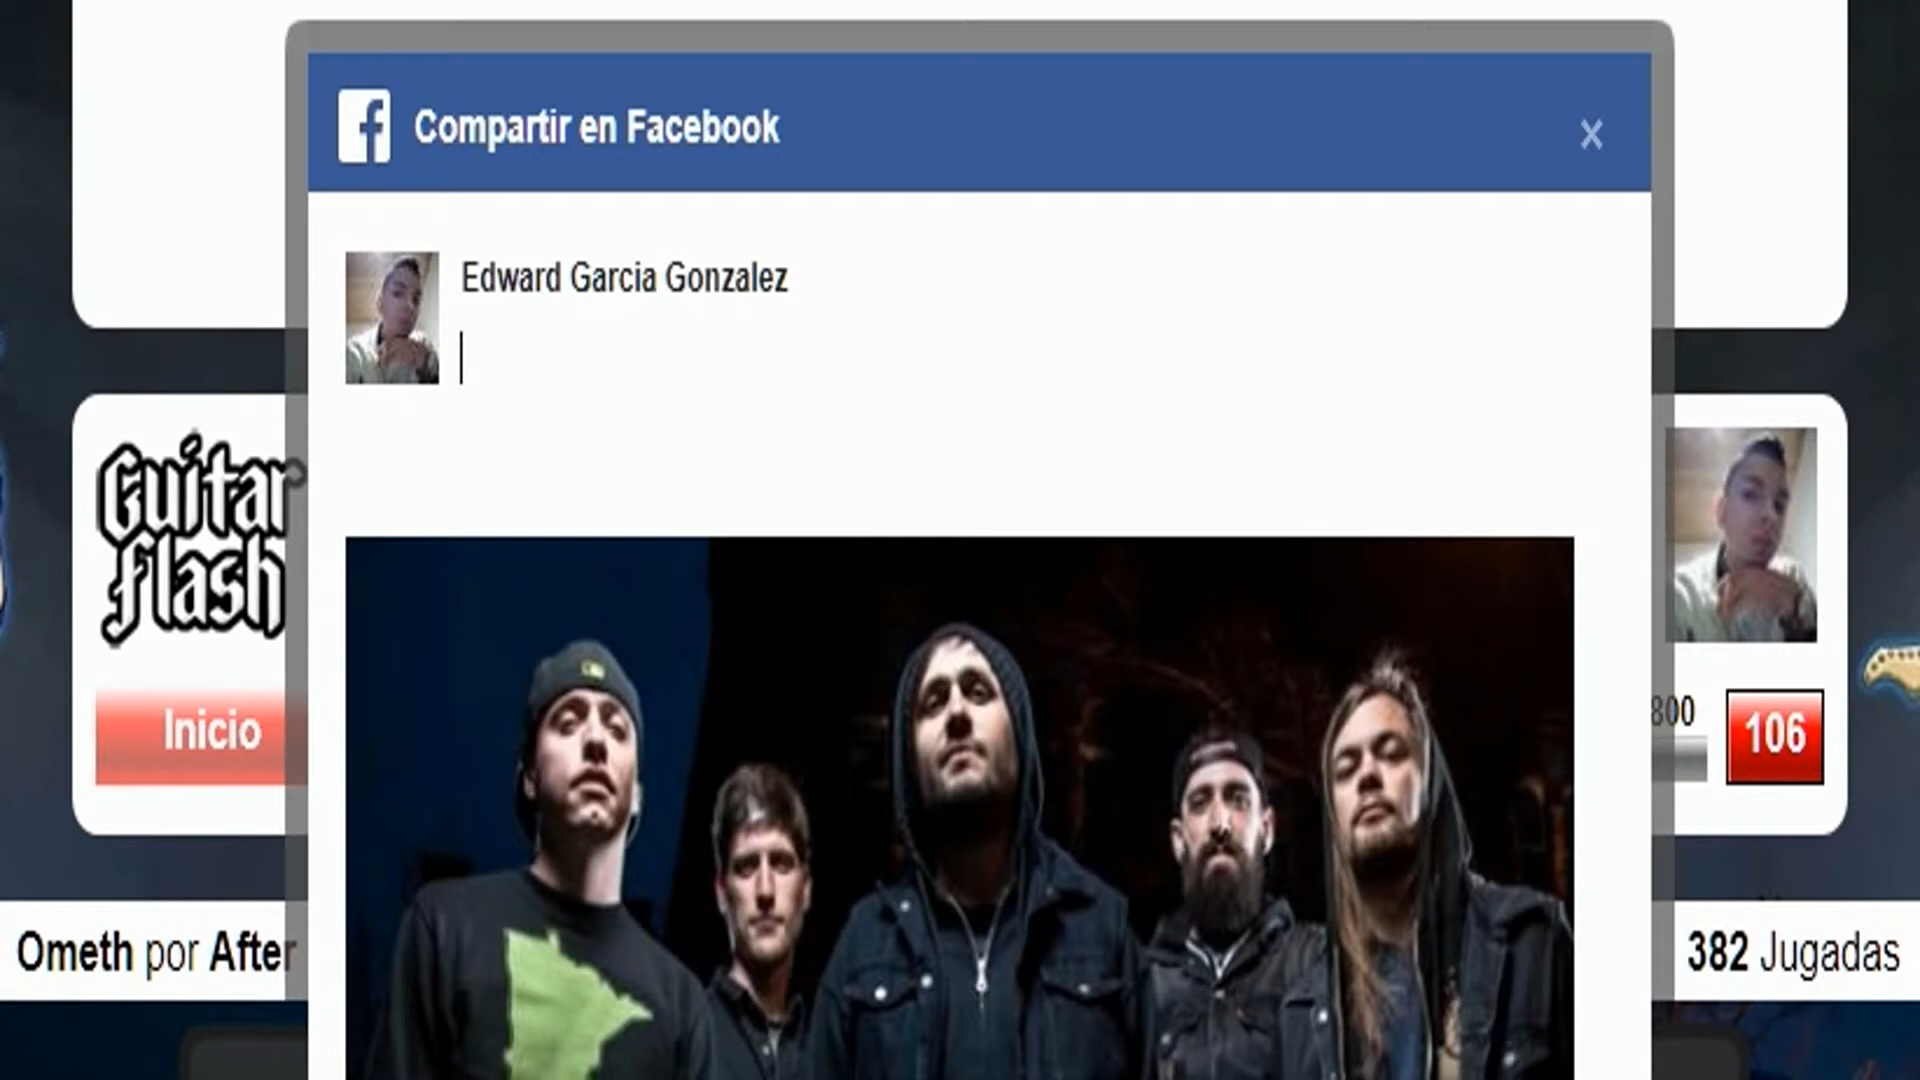 Compartir en Facebook
x
Edward Garcia Gonzalez
Guitar
Flash
Inicio
800
106
Ometh por After
382 Jugadas